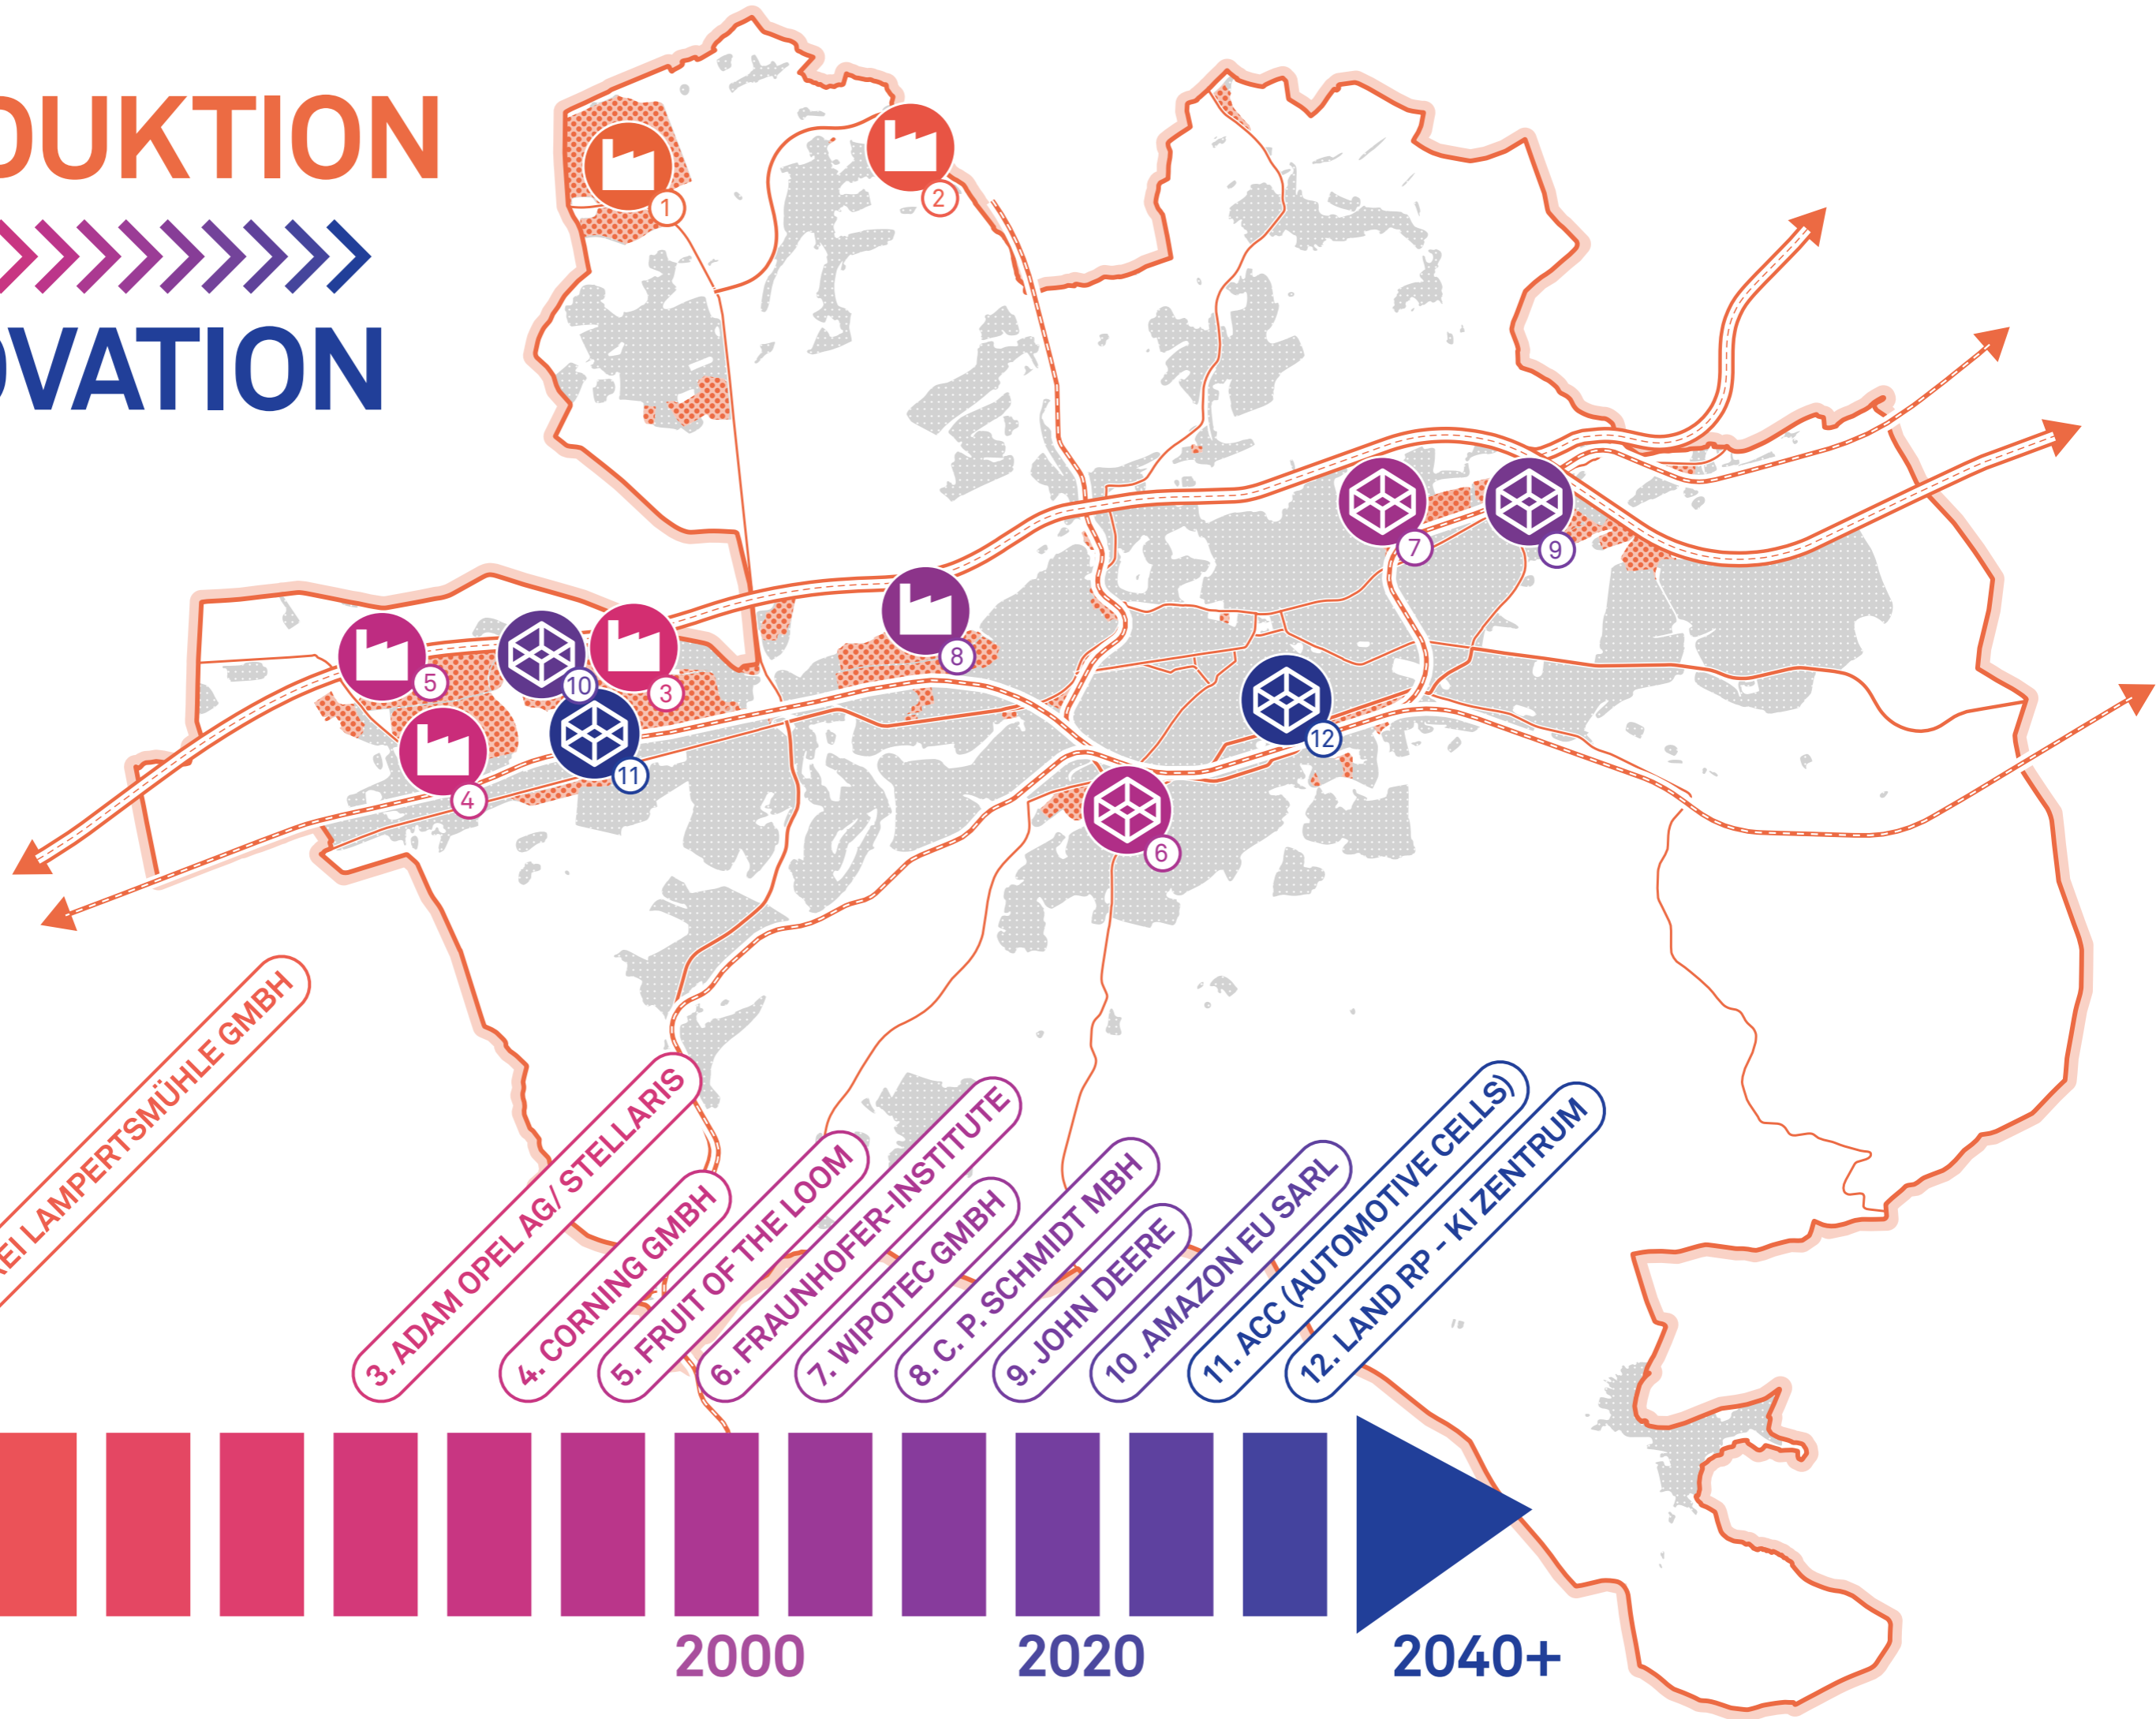 DUKTION
OVATION
1
2
7
9
8
5
10
3
12
11
4
6
EI LAMPERTSMÜHLE GMBH
3. ADAM OPEL AG/ STELLARIS
4. CORNING GMBH
5. FRUIT OF THE LOOM
6. FRAUNHOFER-INSTITUTE
7. WIPOTEC GMBH
8. C. P. SCHMIDT MBH
9. JOHN DEERE
10 .AMAZON EU SARL
11. ACC (AUTOMOTIVE CELLS)
12. LAND RP - KI ZENTRUM
2000
2020
2040+